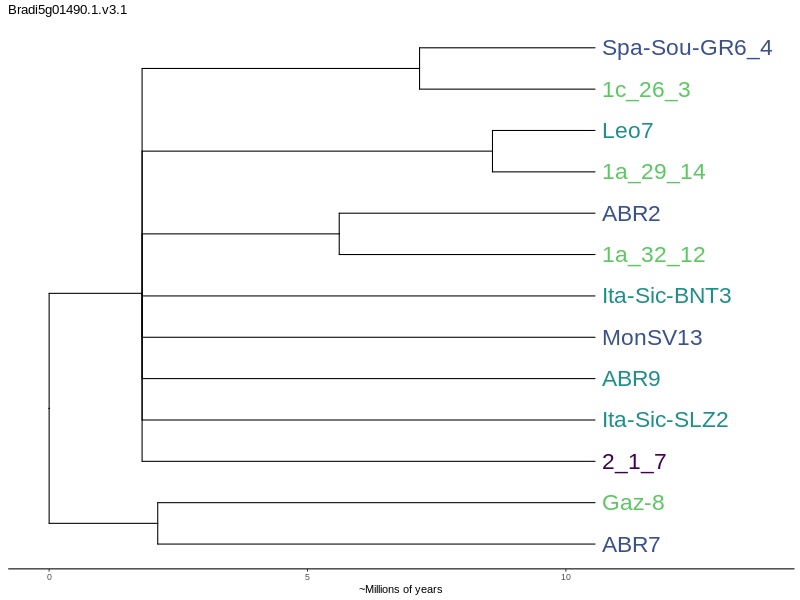 Bradi5g01490.1.v3.1
Spa-Sou-GR6_4
1c_26_3
Leo7
1a_29_14
ABR2
1a_32_12
Ita-Sic-BNT3
MonSV13
ABR9
Ita-Sic-SLZ2
2_1_7
Gaz-8
ABR7
0 5 10
~Millions of years